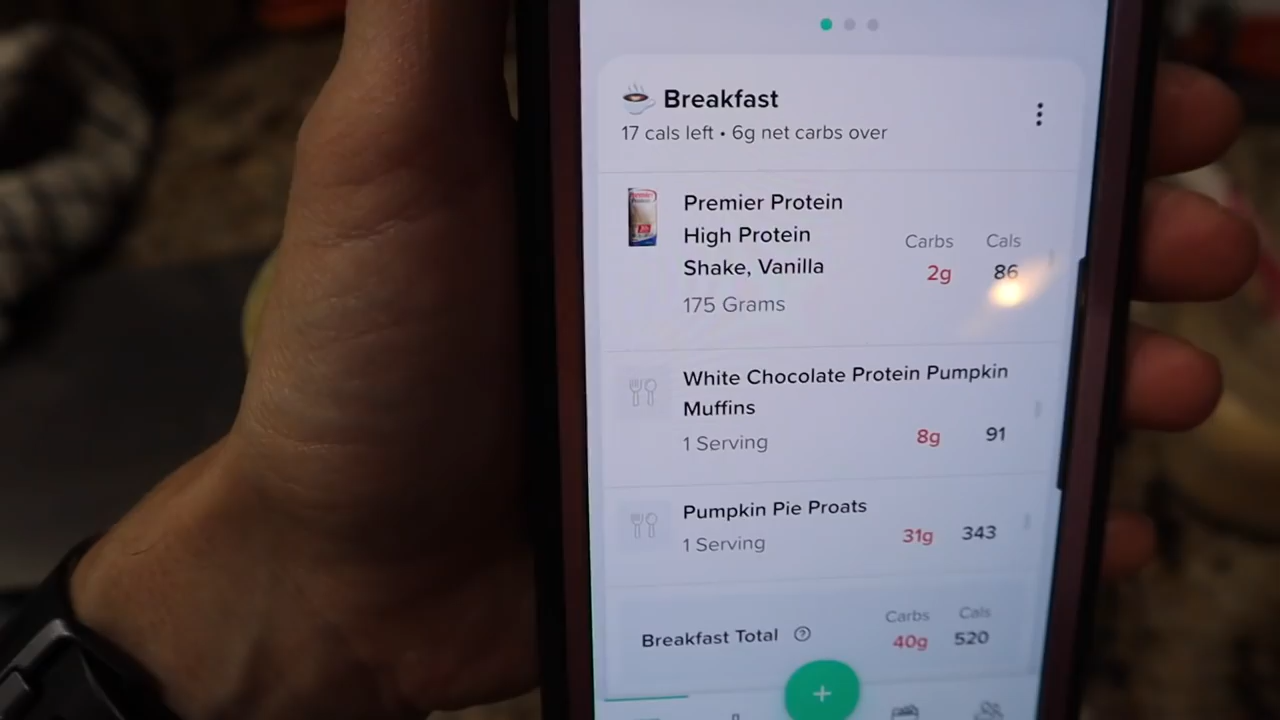 Breakfast
17 cals left • 6g net carbs over
Premier Protein
High Protein
Shake, Vanilla
175 Grams
Carbs Cals
2g 86
White Chocolate Protein Pumpkin
Muffins
1 Serving
8g 91
Pumpkin Pie Proats
1 Serving
31g 343
Carbs Cals
Breakfast Total
40g 520